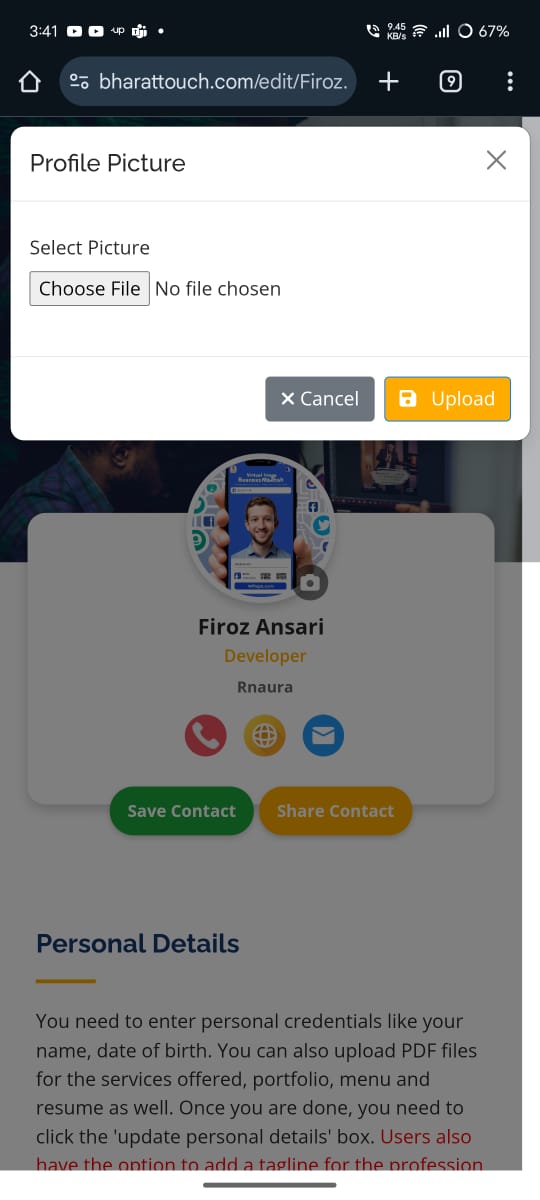 3:41
up
9.45
KB/s
67%
bharattouch.com/edit/Firoz.
9
Profile Picture
Select Picture
Choose File No file chosen
Cancel
Upload
Firoz Ansari
Developer
Rnaura
Save Contact
Share Contact
Personal Details
You need to enter personal credentials like your
name, date of birth. You can also upload PDF files
for the services offered, portfolio, menu and
resume as well. Once you are done, you need to
click the 'update personal details' box. Users also
have the option to add a tagline for the profession